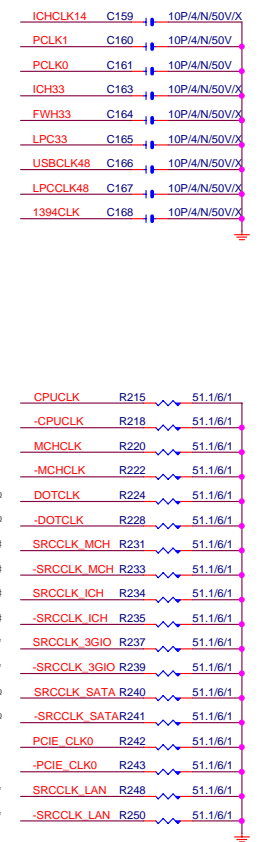 ICHCLK14 C159 10P/4/N/50V/X
PCLK1 C160 10P/4/N/50V
PCLK0 C161 10P/4/N/50V
ICH33 C163 10P/4/N/50V/X
FWH33 C164 10P/4/N/50V/X
LPC33 C165 10P/4/N/50V/X
USBCLK48 C166 10P/4/N/50V/X
LPCCLK48 C167 10P/4/N/50V/X
1394CLK C168 10P/4/N/50V/X
CPUCLK R215 51.1/6/1
-CPUCLK R218 51.1/6/1
MCHCLK R220 51.1/6/1
-MCHCLK R222 51.1/6/1
DOTCLK R224 51.1/6/1
-DOTCLK R228 51.1/6/1
SRCCLK_MCH R231 51.1/6/1
-SRCCLK_MCH R233 51.1/6/1
SRCCLK_ICH R234 51.1/6/1
-SRCCLK_ICH R235 51.1/6/1
SRCCLK_3GIO R237 51.1/6/1
-SRCCLK_3GIO R239 51.1/6/1
SRCCLK_SATA R240 51.1/6/1
-SRCCLK_SATA R241 51.1/6/1
PCIE_CLK0 R242 51.1/6/1
-PCIE_CLK0 R243 51.1/6/1
SRCCLK_LAN R248 51.1/6/1
-SRCCLK_LAN R250 51.1/6/1